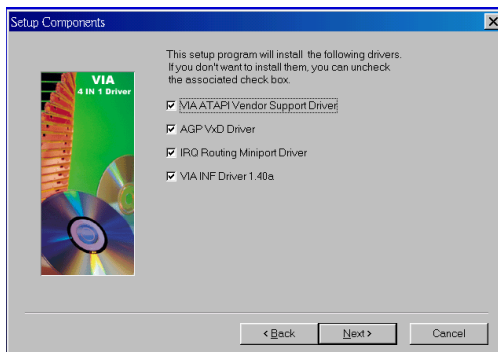 Setup Components
This setup program will install the following drivers.
If you don't want to install them, you can uncheck
the associated check box.
VIA
4 IN 1 Driver
VIA ATAPI Vendor Support Driver
AGP VxD Driver
IRQ Routing Miniport Driver
VIA INF Driver 1.40a
< Back
Next >
Cancel